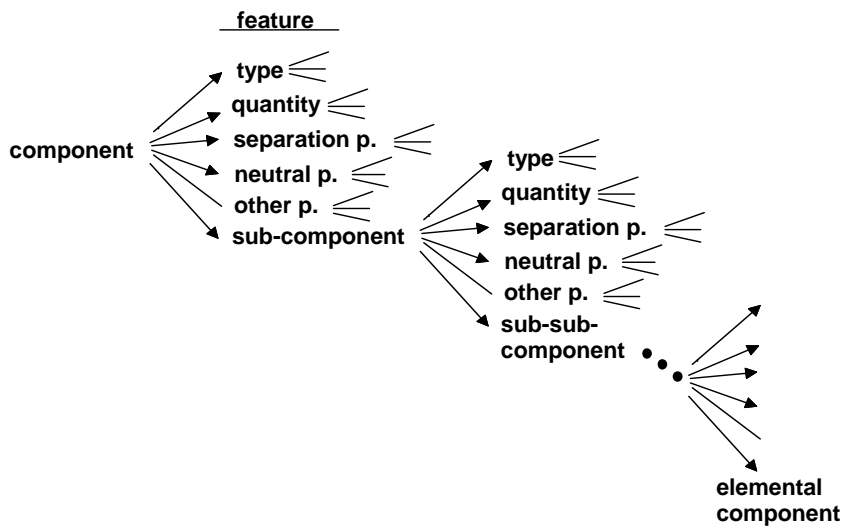 feature
type
quantity
separation p.
component
neutral p.
other p.
sub-component
type
quantity
separation p.
neutral p.
other p.
sub-sub-
component
elemental
component